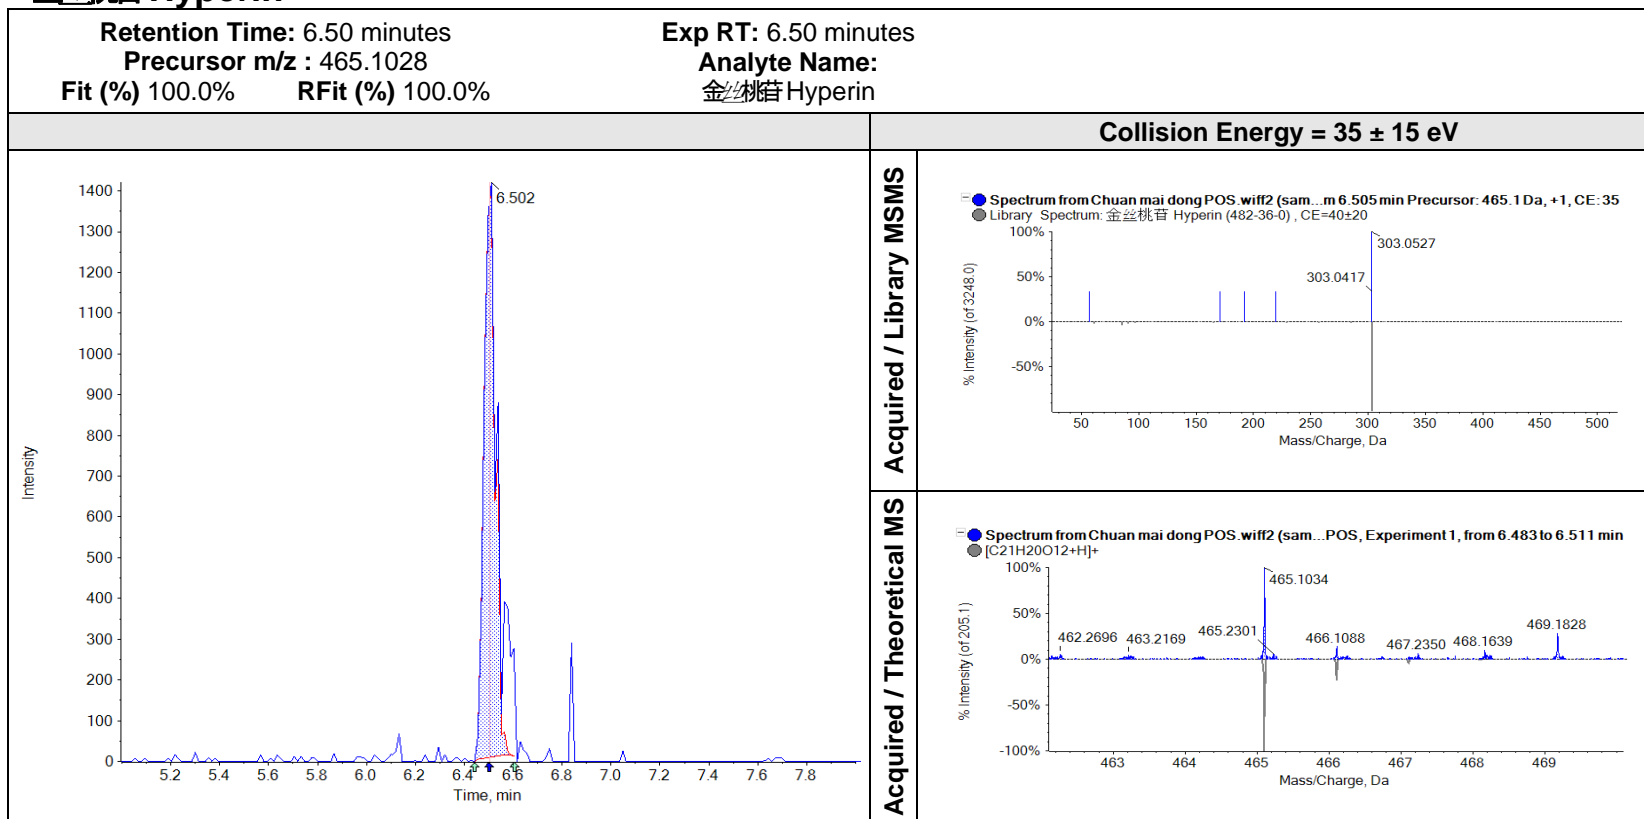 Retention Time: 6.50 minutes
Exp RT: 6.50 minutes
Precursor m/z : 465.1028
Analyte Name:
Fit (%) 100.0% RFit (%) 100.0%
金丝桃苷 Hyperin
Collision Energy = 35 ± 15 eV
1400
1300
1200
1100
1000
900
800
700
600
500
400
300
200
100
0
Intensity
6.502
5.2 5.4 5.6 5.8 6.0 6.2 6.4 6.6 6.8 7.0 7.2 7.4 7.6 7.8
Time, min
Acquired / Library MSMS
Spectrum from Chuan mai dong POS.wiff2 (sam...m 6.505 min Precursor: 465.1 Da, +1, CE: 35
Library Spectrum: 金丝桃苷 Hyperin (482-36-0) , CE=40±20
100%
50%
0%
-50%
% Intensity (of 3248.0)
303.0527
303.0417
50 100 150 200 250 300 350 400 450 500
Mass/Charge, Da
Acquired / Theoretical MS
Spectrum from Chuan mai dong POS.wiff2 (sam...POS, Experiment 1, from 6.483 to 6.511 min
[C21H20O12+H]+
100%
50%
0%
-50%
-100%
% Intensity (of 205.1)
465.1034
462.2696 463.2169 465.2301 466.1088 467.2350 468.1639 469.1828
463 464 465 466 467 468 469
Mass/Charge, Da